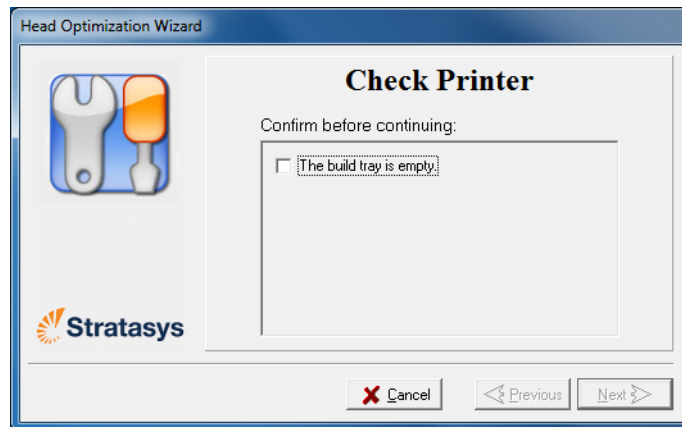 Head Optimization Wizard
Check Printer
Confirm before continuing:
The build tray is empty.
Stratasys
Cancel
Previous
Next